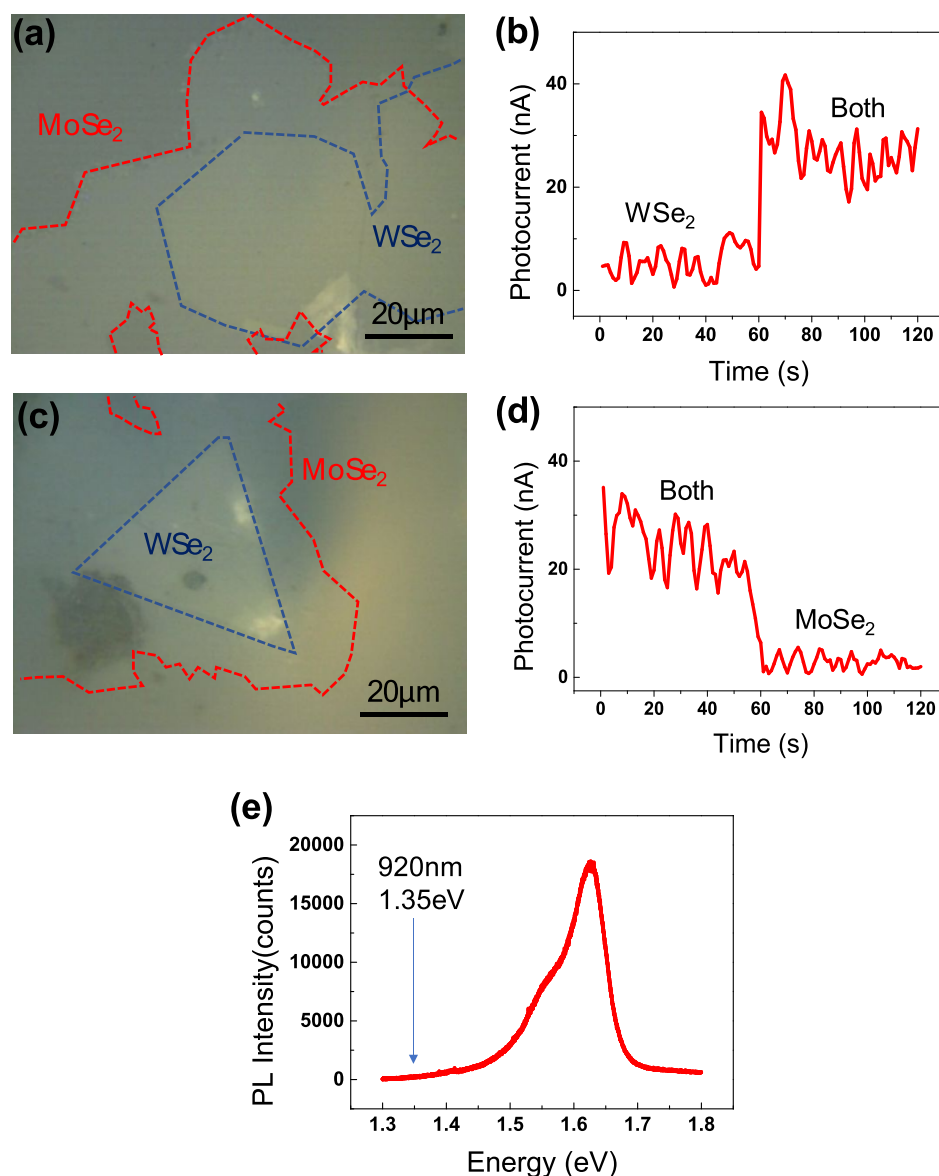 (a)
MoSe₂
WSe₂
20μm
(b)
Photocurrent (nA)
40
20
0
WSe₂
Both
0 20 40 60 80 100 120
Time (s)
(c)
MoSe₂
WSe₂
20μm
(d)
Photocurrent (nA)
40
20
0
Both
MoSe₂
0 20 40 60 80 100 120
Time (s)
(e)
PL Intensity(counts)
20000
15000
10000
5000
0
920nm
1.35eV
1.3 1.4 1.5 1.6 1.7 1.8
Energy (eV)